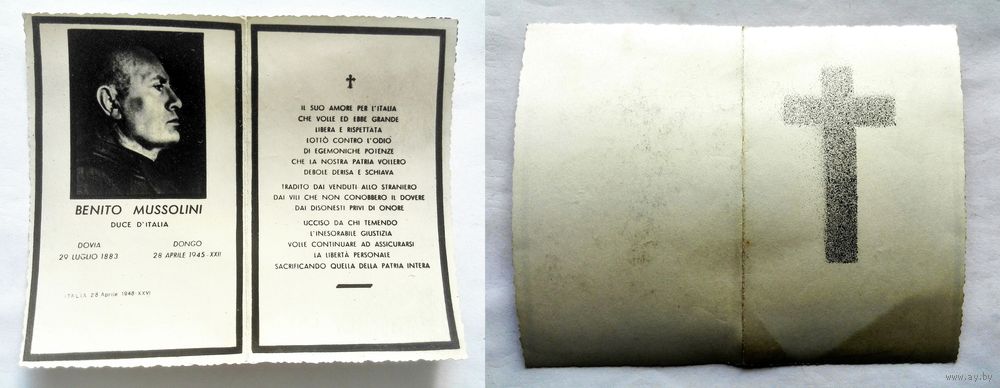 BENITO MUSSOLINI
DUCE D'ITALIA
DOVIA
29 LUGLIO 1883
DONGO
28 APRILE 1945-XXII
ITALIA 28 Aprile 1948-XXVI
IL SUO AMORE PER L'ITALIA
CHE VOLLE ED EBBE GRANDE
LIBERA E RISPETTATA
LOTTÒ CONTRO L'ODIO
DI EGEMONICHE POTENZE
CHE LA NOSTRA PATRIA VOLLERO
DEBOLE DERISA E SCHIAVA
TRADITO DAI VENDUTI ALLO STRANIERO
DAI VILI CHE NON CONOBBERO IL DOVERE
DAI DISONESTI PRIVI DI ONORE
UCCISO DA CHI TEMENDO
L'INESORABILE GIUSTIZIA
VOLLE CONTINUARE AD ASSICURARSI
LA LIBERTÀ PERSONALE
SACRIFICANDO QUELLA DELLA PATRIA INTERA
www.ay.by